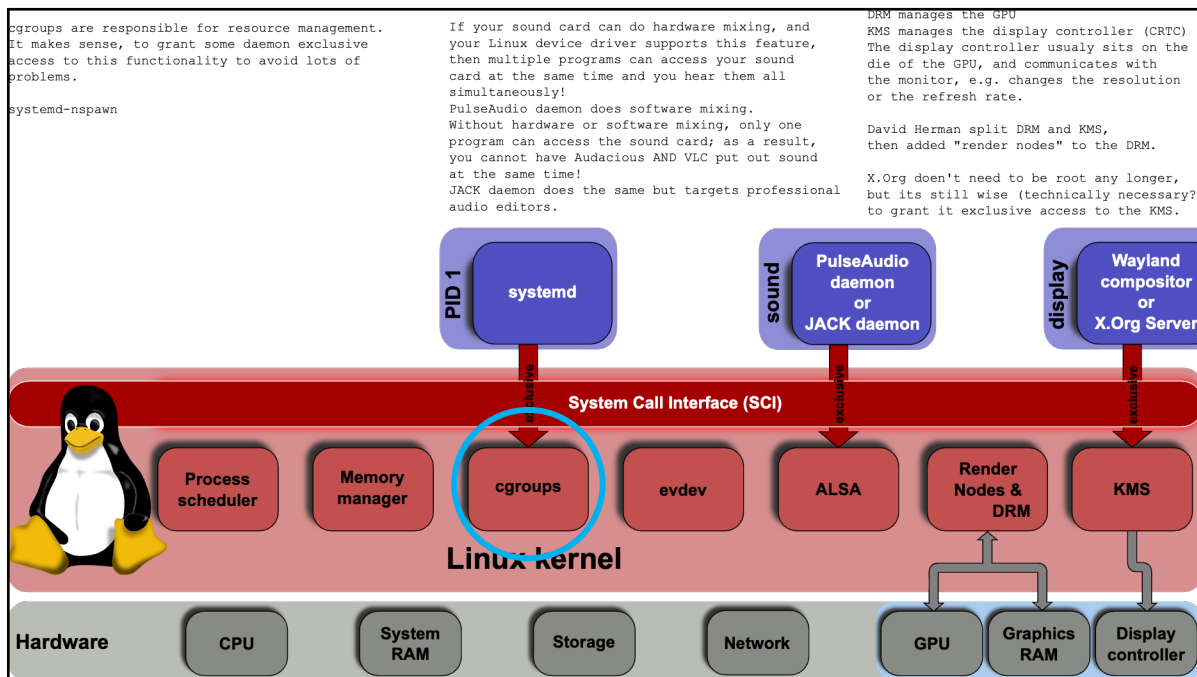 cgroups are responsible for resource management.
It makes sense, to grant some daemon exclusive
access to this functionality to avoid lots of
problems.
systemd-nspawn
If your sound card can do hardware mixing, and
your Linux device driver supports this feature,
then multiple programs can access your sound
card at the same time and you hear them all
simultaneously!
PulseAudio daemon does software mixing.
Without hardware or software mixing, only one
program can access the sound card; as a result,
you cannot have Audacious AND VLC put out sound
at the same time!
JACK daemon does the same but targets professional
audio editors.
DRM manages the GPU
KMS manages the display controller (CRTC)
The display controller usualy sits on the
die of the GPU, and communicates with
the monitor, e.g. changes the resolution
or the refresh rate.
David Herman split DRM and KMS,
then added "render nodes" to the DRM.
X.Org doen't need to be root any longer,
but its still wise (technically necessary?
to grant it exclusive access to the KMS.
PID 1
systemd
sound
PulseAudio
daemon
or
JACK daemon
display
Wayland
compositor
or
X.Org Server
exclusive
exclusive
exclusive
System Call Interface (SCI)
Process
scheduler
Memory
manager
cgroups
evdev
ALSA
Render
Nodes &
DRM
KMS
Linux kernel
Hardware
CPU
System
RAM
Storage
Network
GPU
Graphics
RAM
Display
controller